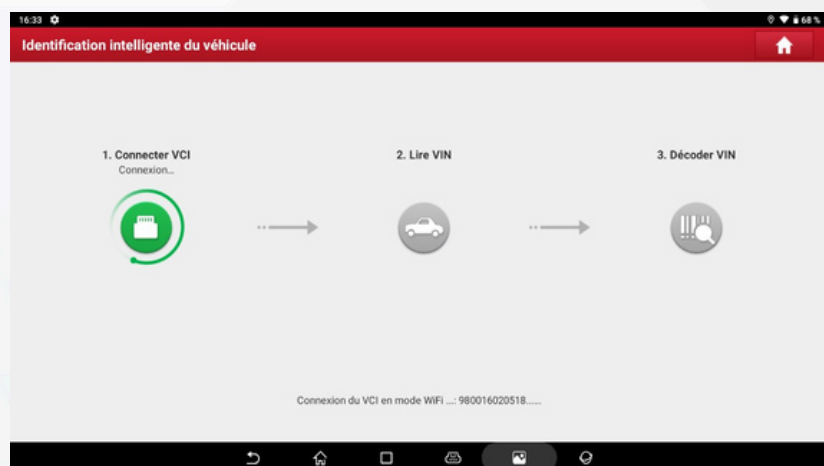 16:33
68 %
Identification intelligente du véhicule
1. Connecter VCI
Connexion...
2. Lire VIN
3. Décoder VIN
Connexion du VCI en mode WiFi ...: 980016020518......